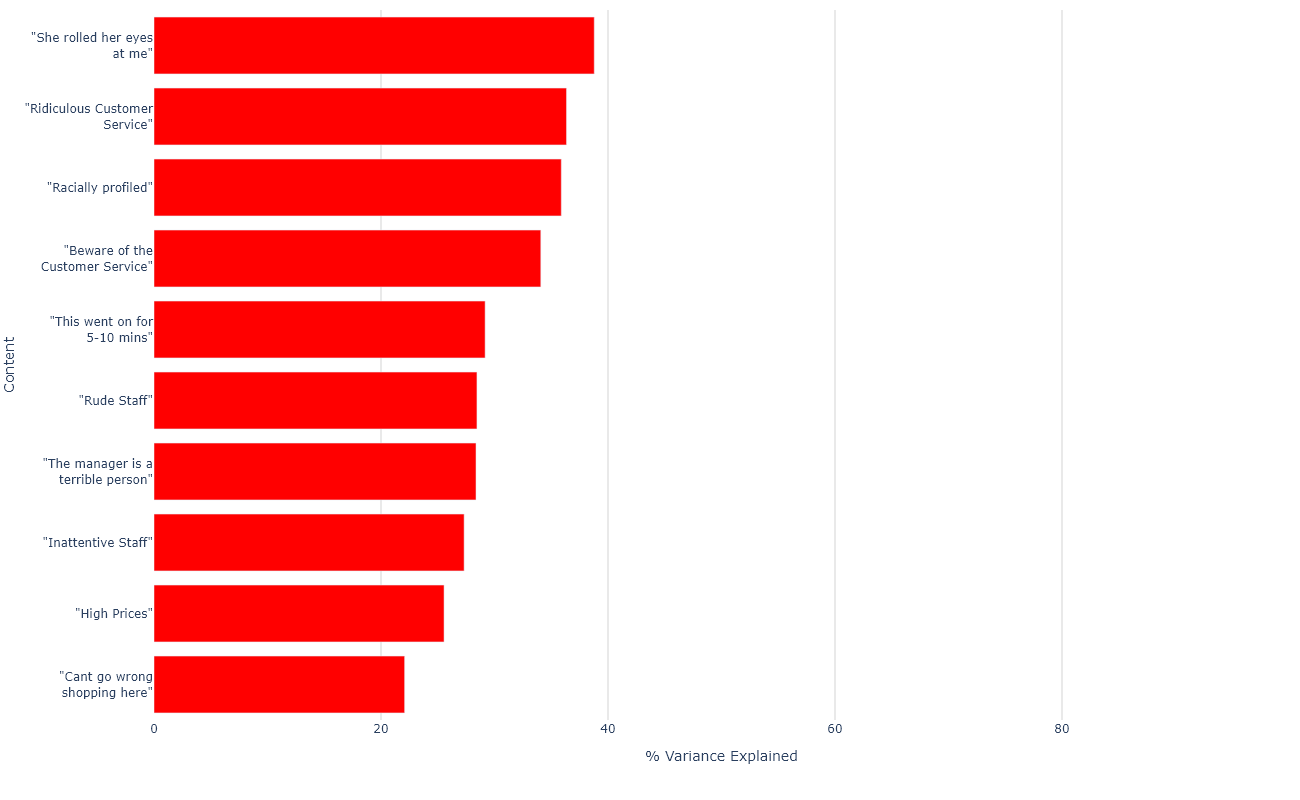 "She rolled her eyes
at me"
"Ridiculous Customer
Service"
"Racially profiled"
"Beware of the
Customer Service"
"This went on for
5-10 mins"
"Rude Staff"
"The manager is a
terrible person"
"Inattentive Staff"
"High Prices"
"Cant go wrong
shopping here"
Content
0 20 40 60 80
% Variance Explained